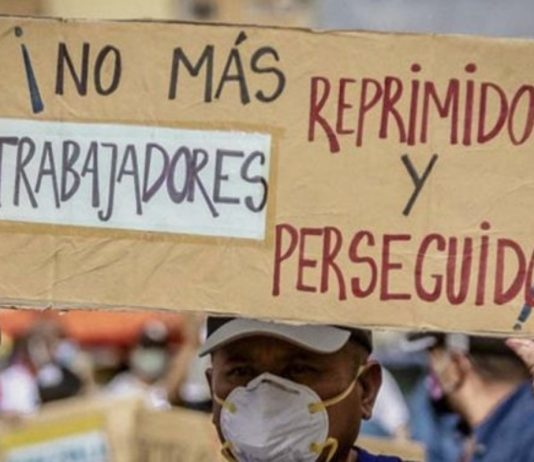 ¡NO MÁS
TRABAJADORES
REPRIMIDO
Y
PERSEGUIDO